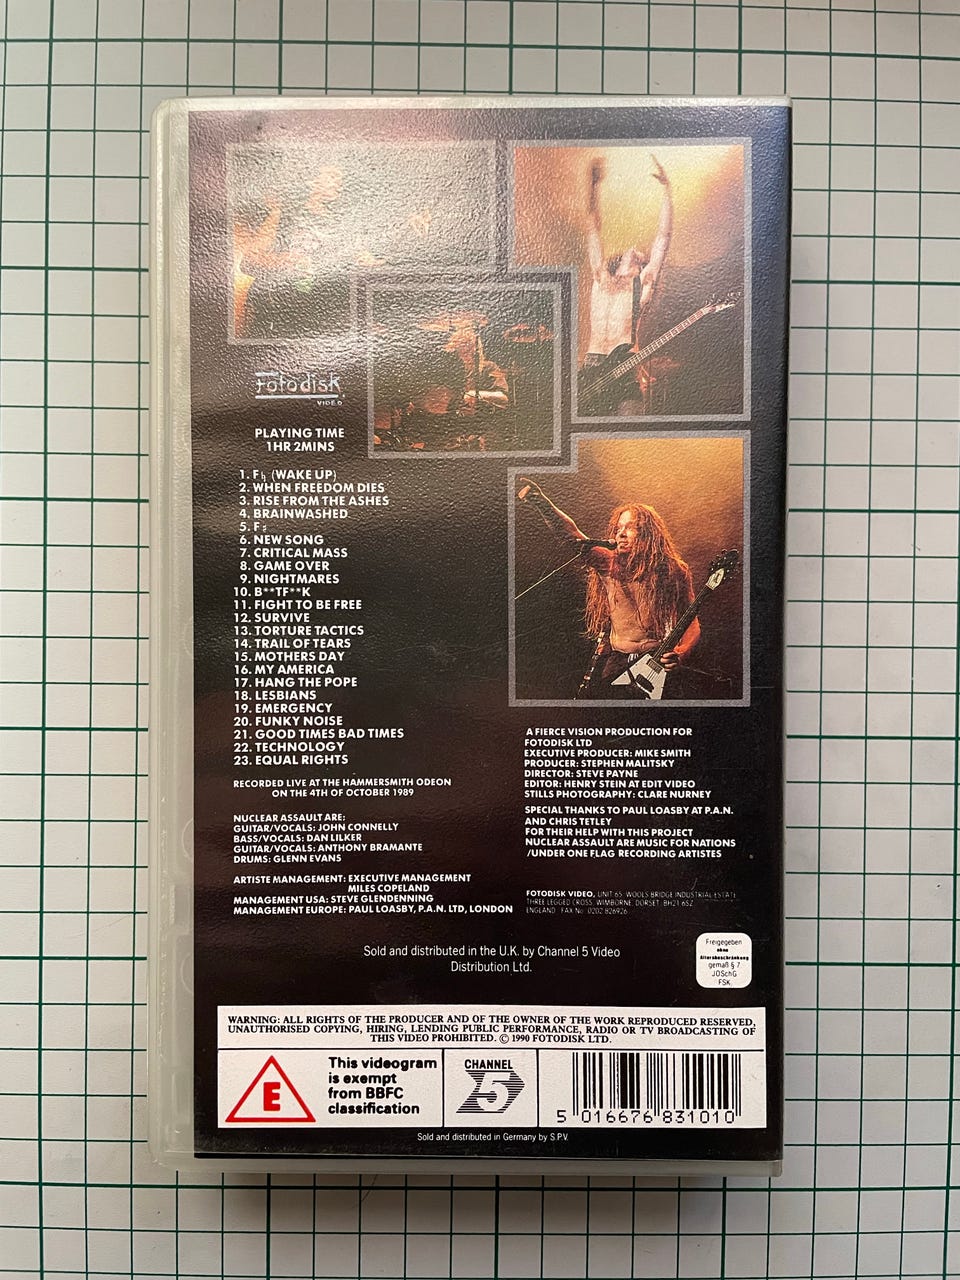 Fotodisk
VIDEO
PLAYING TIME
1HR 2MINS
1. F (WAKE UP)
2. WHEN FREEDOM DIES
3. RISE FROM THE ASHES
4. BRAINWASHED
5. F
6. NEW SONG
7. CRITICAL MASS
8. GAME OVER
9. NIGHTMARES
10. B**TF**K
11. FIGHT TO BE FREE
12. SURVIVE
13. TORTURE TACTICS
14. TRAIL OF TEARS
15. MOTHERS DAY
16. MY AMERICA
17. HANG THE POPE
18. LESBIANS
19. EMERGENCY
20. FUNKY NOISE
21. GOOD TIMES BAD TIMES
22. TECHNOLOGY
23. EQUAL RIGHTS
RECORDED LIVE AT THE HAMMERSMITH ODEON
ON THE 4TH OF OCTOBER 1989
NUCLEAR ASSAULT ARE:
GUITAR/VOCALS: JOHN CONNELLY
BASS/VOCALS: DAN LILKER
GUITAR/VOCALS: ANTHONY BRAMANTE
DRUMS: GLENN EVANS
ARTISTE MANAGEMENT: EXECUTIVE MANAGEMENT
MILES COPELAND
MANAGEMENT USA: STEVE GLENDENNING
MANAGEMENT EUROPE: PAUL LOASBY, P.A.N. LTD, LONDON
A FIERCE VISION PRODUCTION FOR
FOTODISK LTD
EXECUTIVE PRODUCER: MIKE SMITH
PRODUCER: STEPHEN MALITSKY
DIRECTOR: STEVE PAYNE
EDITOR: HENRY STEIN AT EDIT VIDEO
STILLS PHOTOGRAPHY: CLARE NURNEY
SPECIAL THANKS TO PAUL LOASBY AT P.A.N.
AND CHRIS TETLEY
FOR THEIR HELP WITH THIS PROJECT
NUCLEAR ASSAULT ARE MUSIC FOR NATIONS
/UNDER ONE FLAG RECORDING ARTISTES
FOTODISK VIDEO, UNIT 65, WOOLS BRIDGE INDUSTRIAL ESTATE
THREE LEGGED CROSS, WIMBORNE, DORSET, BH21 6SZ
ENGLAND FAX No: 0202 826926
Sold and distributed in the U.K. by Channel 5 Video
Distribution Ltd.
Freigegeben
ohne
Altersbeschränkung
gemäß § 7
JÖSchG
FSK
WARNING: ALL RIGHTS OF THE PRODUCER AND OF THE OWNER OF THE WORK REPRODUCED RESERVED,
UNAUTHORISED COPYING, HIRING, LENDING PUBLIC PERFORMANCE, RADIO OR TV BROADCASTING OF
THIS VIDEO PROHIBITED. © 1990 FOTODISK LTD.
E
This videogram
is exempt
from BBFC
classification
CHANNEL
5
5 016676 831010
Sold and distributed in Germany by S.P.V.